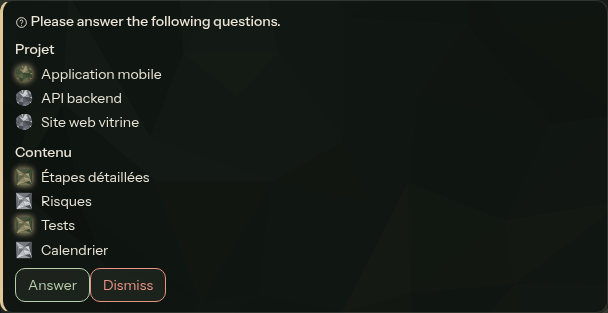 Please answer the following questions.
Projet
Application mobile
API backend
Site web vitrine
Contenu
Étapes détaillées
Risques
Tests
Calendrier
Answer Dismiss